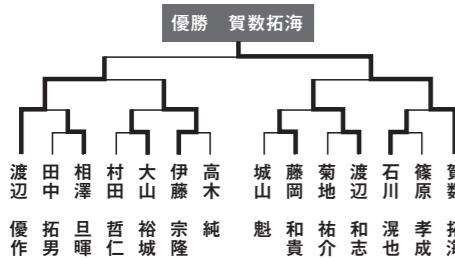 優勝　賀数拓海
渡辺　優作
田中　拓男
相澤　旦暉
村田　哲仁
大山　裕城
伊藤　宗隆
高木　純
城山　魁
藤岡　和貴
菊地　祐介
渡辺　和志
石川　滉也
篠原　孝成
賀数　拓海